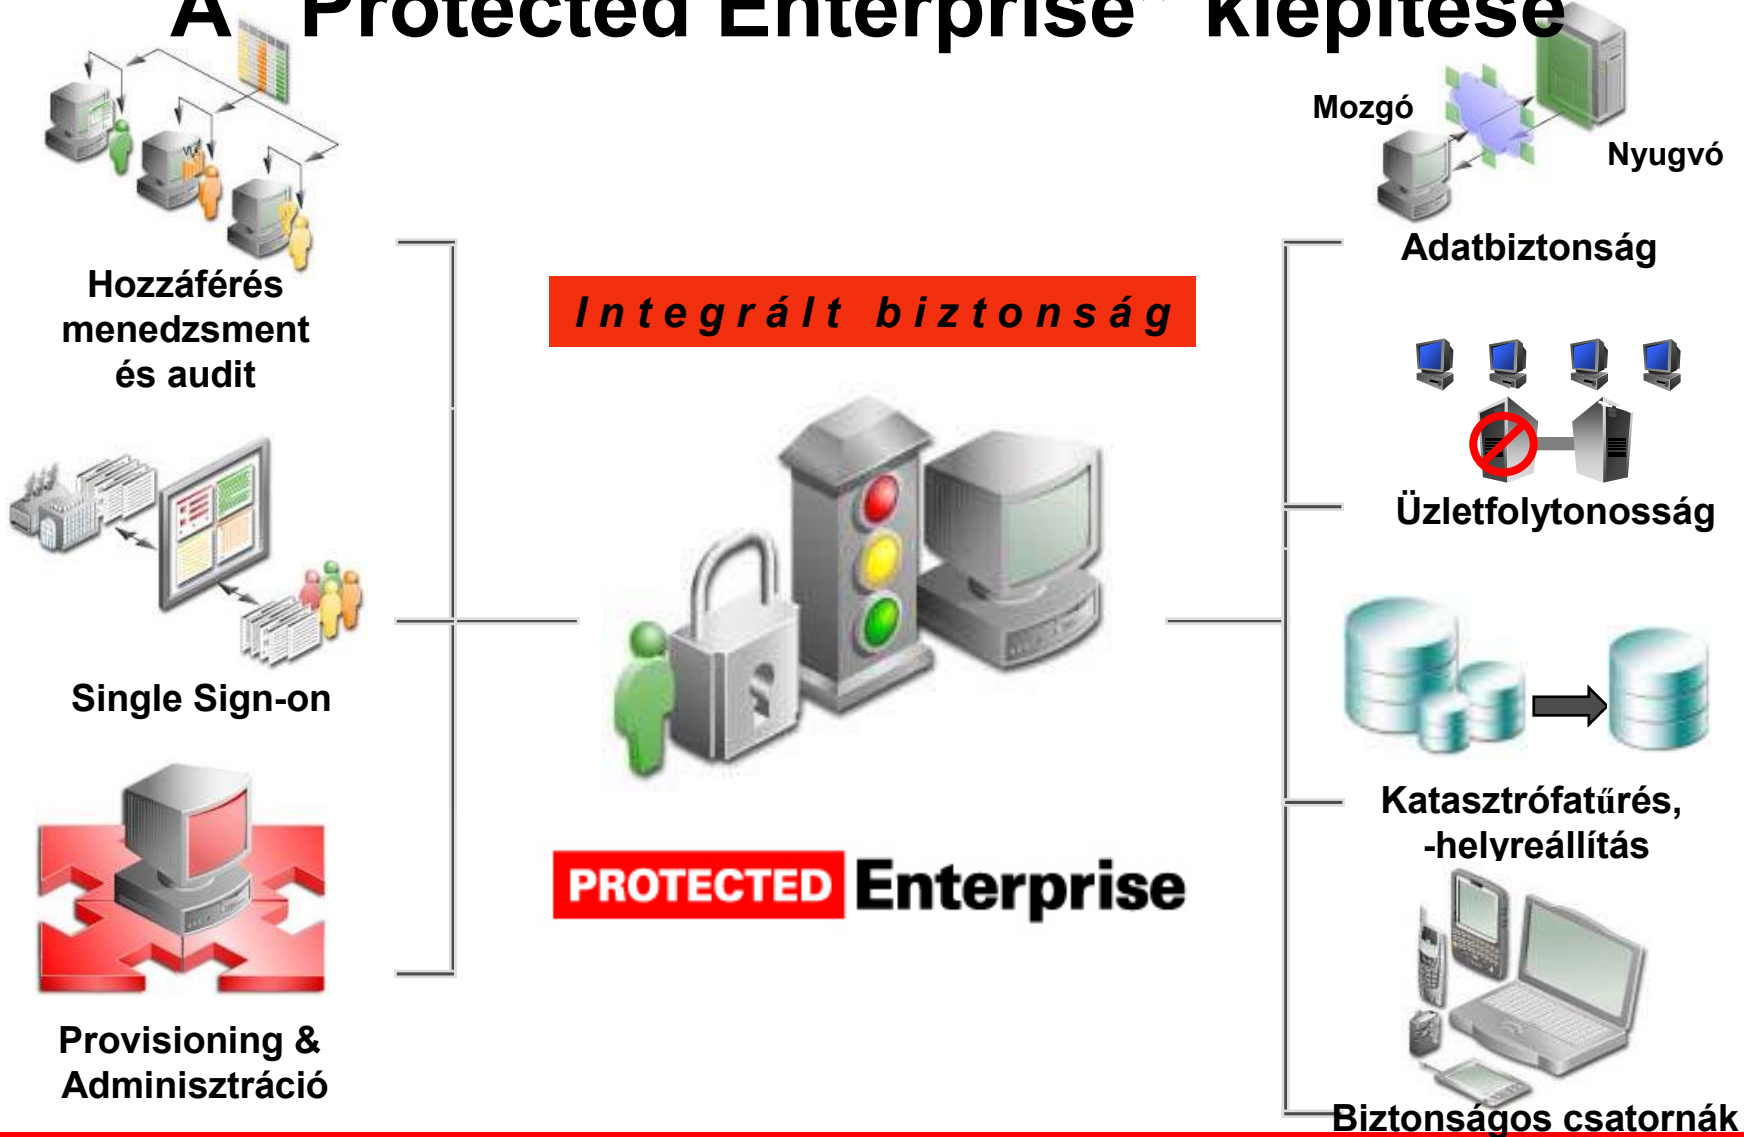 A "Protected Enterprise" kiépítése
Mozgó
Nyugvó
Adatbiztonság
Hozzáférés
menedzsment
és audit
Integrált biztonság
Üzletfolytonosság
Single Sign-on
Katasztrófatűrés,
-helyreállítás
PROTECTED Enterprise
Provisioning &
Adminisztráció
Biztonságos csatornák